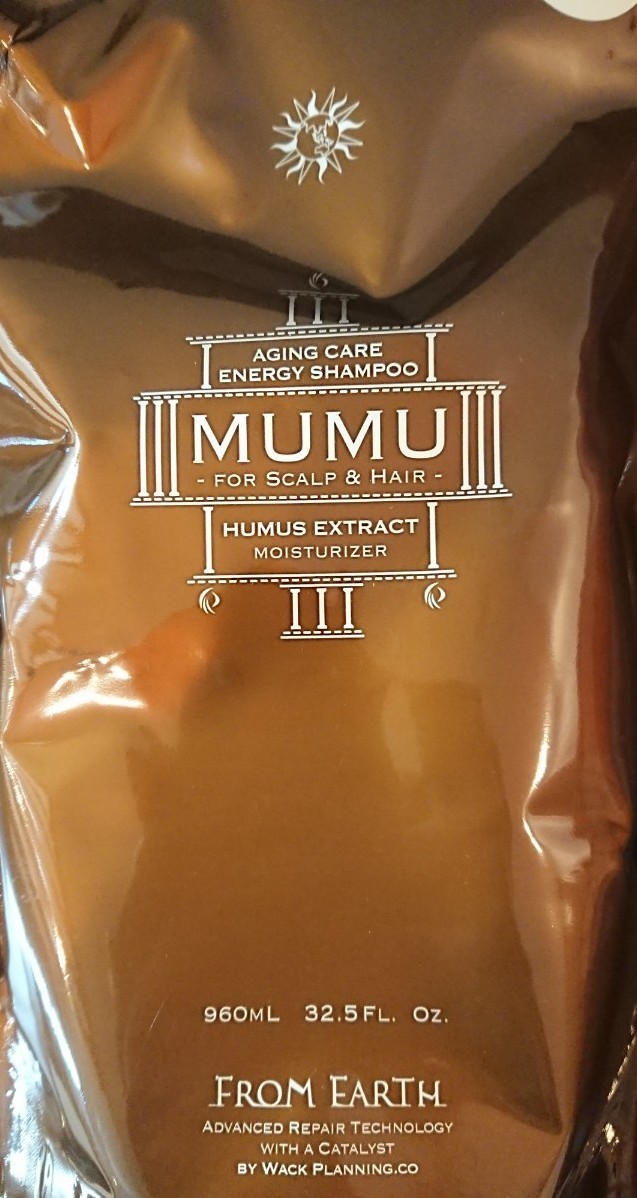 AGING CARE
ENERGY SHAMPOO
MUMU
- FOR SCALP & HAIR -
HUMUS EXTRACT
MOISTURIZER
960ML 32.5FL. OZ.
FROM EARTH
ADVANCED REPAIR TECHNOLOGY
WITH A CATALYST
BY WACK PLANNING.CO